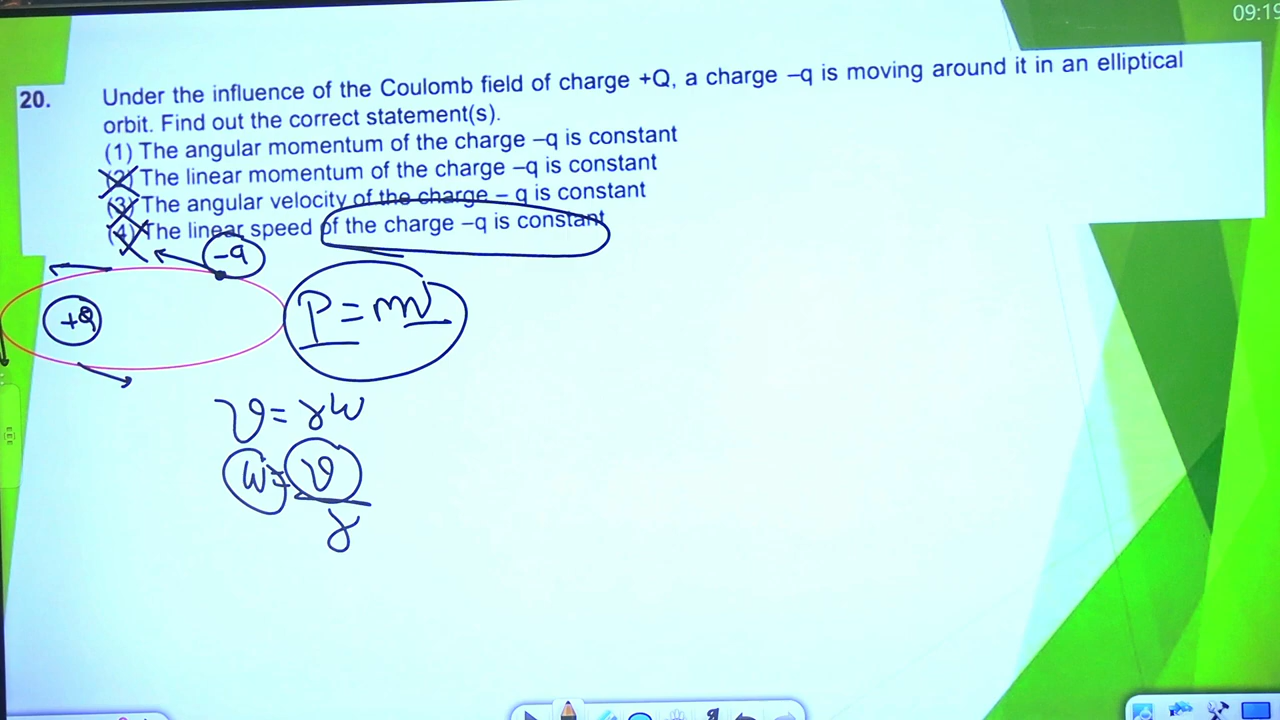 09:19
20. Under the influence of the Coulomb field of charge +Q, a charge –q is moving around it in an elliptical
orbit. Find out the correct statement(s).
(1) The angular momentum of the charge –q is constant
(2) The linear momentum of the charge –q is constant
(3) The angular velocity of the charge – q is constant
(4) The linear speed of the charge –q is constant
-q
+Q
P = mv
v = rw
w = v
r